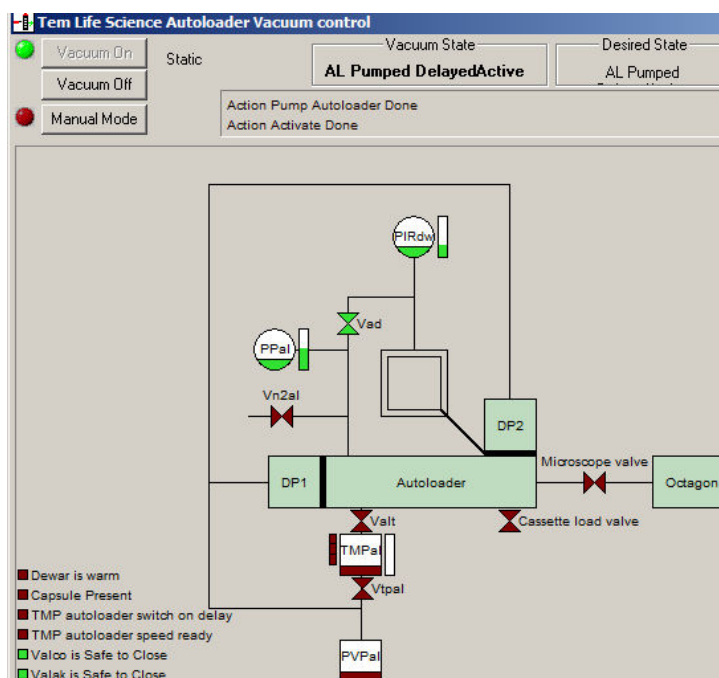 Tem Life Science Autoloader Vacuum control
Vacuum On
Static
Vacuum State
Desired State
Vacuum Off
AL Pumped DelayedActive
AL Pumped
Manual Mode
Action Pump Autoloader Done
Action Activate Done
PIRdw
Vad
PPal
Vn2al
DP2
Microscope valve
DP1
Autoloader
Octagon
Valt
Cassette load valve
TMPal
Vtpal
Dewar is warm
Capsule Present
TMP autoloader switch on delay
TMP autoloader speed ready
Valco is Safe to Close
Valak is Safe to Close
PVPal